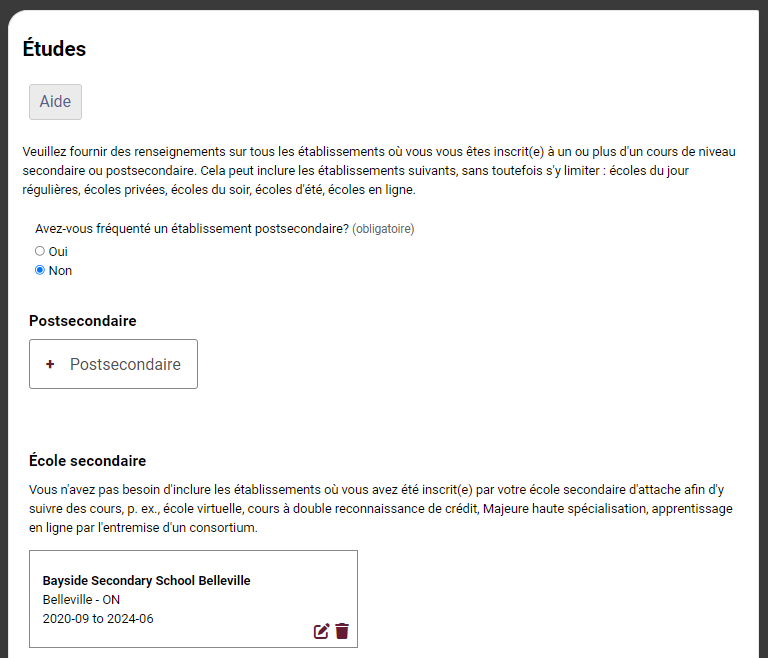 Études
Aide
Veuillez fournir des renseignements sur tous les établissements où vous vous êtes inscrit(e) à un ou plus d'un cours de niveau
secondaire ou postsecondaire. Cela peut inclure les établissements suivants, sans toutefois s'y limiter : écoles du jour
régulières, écoles privées, écoles du soir, écoles d'été, écoles en ligne.
Avez-vous fréquenté un établissement postsecondaire? (obligatoire)
Oui
Non
Postsecondaire
+ Postsecondaire
École secondaire
Vous n'avez pas besoin d'inclure les établissements où vous avez été inscrit(e) par votre école secondaire d'attache afin d'y
suivre des cours, p. ex., école virtuelle, cours à double reconnaissance de crédit, Majeure haute spécialisation, apprentissage
en ligne par l'entremise d'un consortium.
Bayside Secondary School Belleville
Belleville - ON
2020-09 to 2024-06